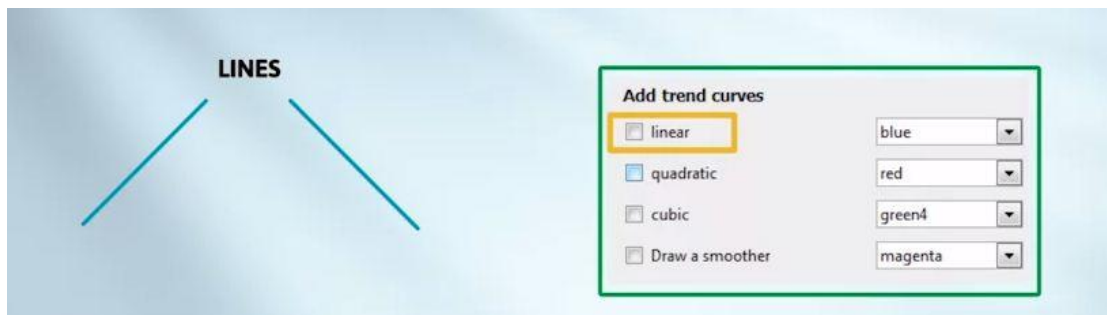 LINES
Add trend curves
linear blue
quadratic red
cubic green4
Draw a smoother magenta